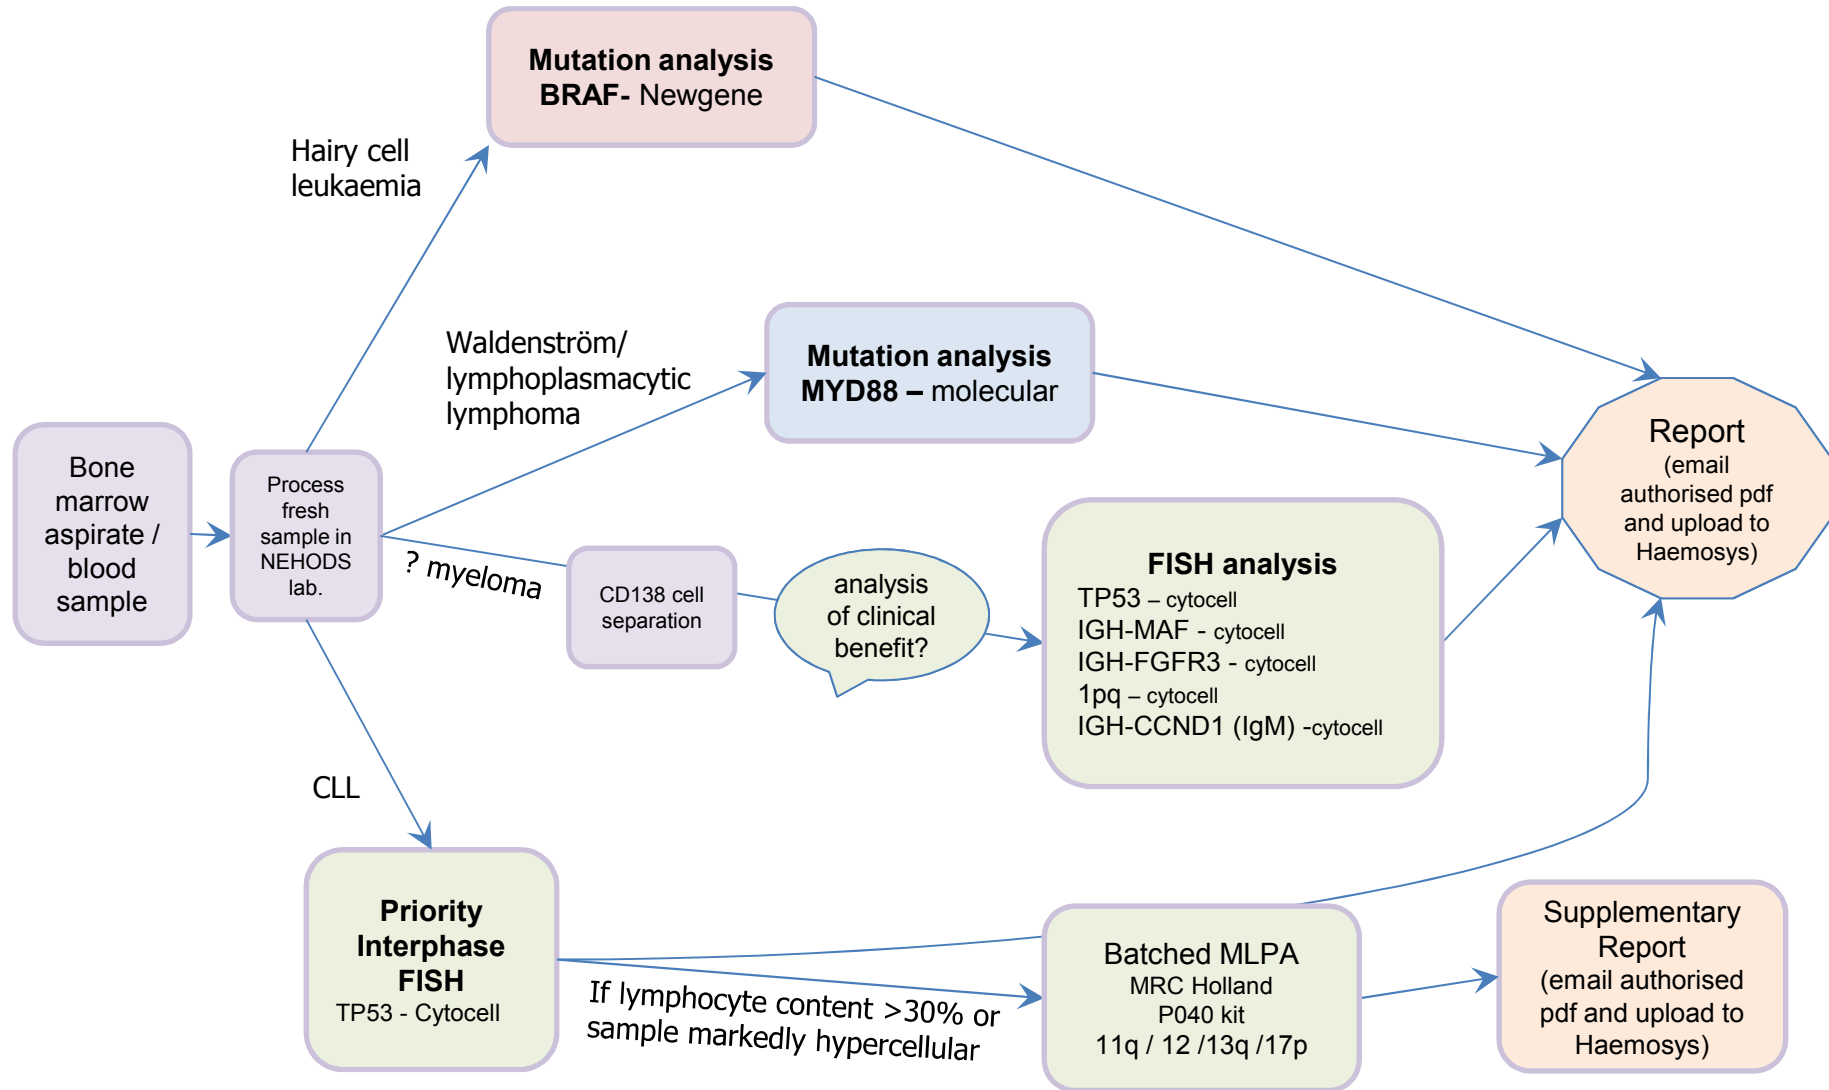 Mutation analysis
BRAF- Newgene
Hairy cell
leukaemia
Waldenström/
lymphoplasmacytic
lymphoma
Mutation analysis
MYD88 – molecular
Bone
marrow
aspirate /
blood
sample
Process
fresh
sample in
NEHODS
lab.
? myeloma
CD138 cell
separation
analysis
of clinical
benefit?
FISH analysis
TP53 – cytocell
IGH-MAF - cytocell
IGH-FGFR3 - cytocell
1pq – cytocell
IGH-CCND1 (IgM) -cytocell
Report
(email
authorised pdf
and upload to
Haemosys)
CLL
Priority
Interphase
FISH
TP53 - Cytocell
If lymphocyte content >30% or
sample markedly hypercellular
Batched MLPA
MRC Holland
P040 kit
11q / 12 /13q /17p
Supplementary
Report
(email authorised
pdf and upload to
Haemosys)